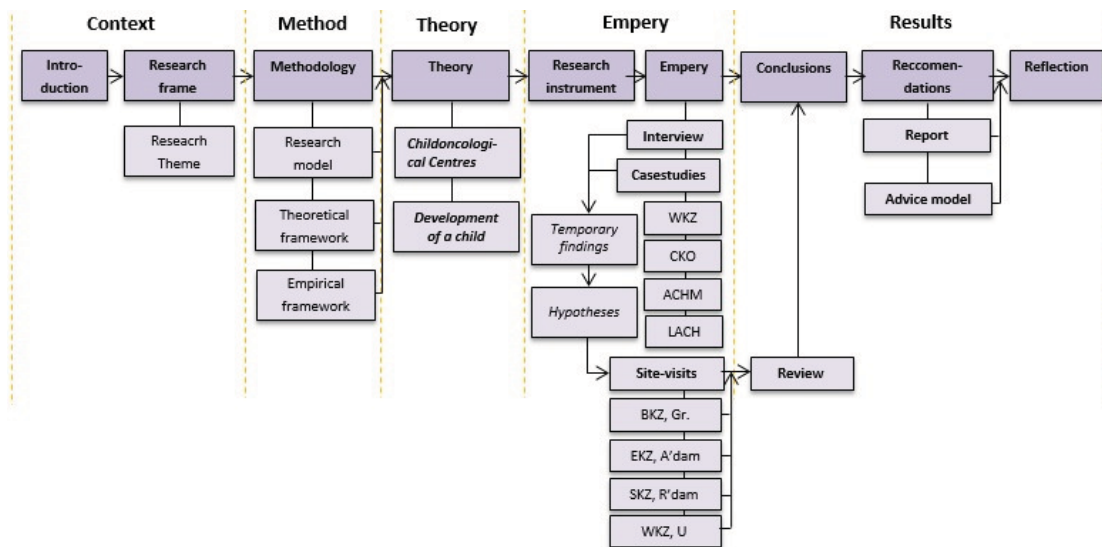 Context
Method
Theory
Empery
Results
Intro-
duction
Research
frame
Methodology
Theory
Research
instrument
Empery
Conclusions
Reccomen-
dations
Reflection
Reseacrh
Theme
Research
model
Theoretical
framework
Empirical
framework
Childoncologi-
cal Centres
Development
of a child
Interview
Casestudies
Temporary
findings
Hypotheses
WKZ
CKO
ACHM
LACH
Site-visits
BKZ, Gr.
EKZ, A'dam
SKZ, R'dam
WKZ, U
Review
Report
Advice model